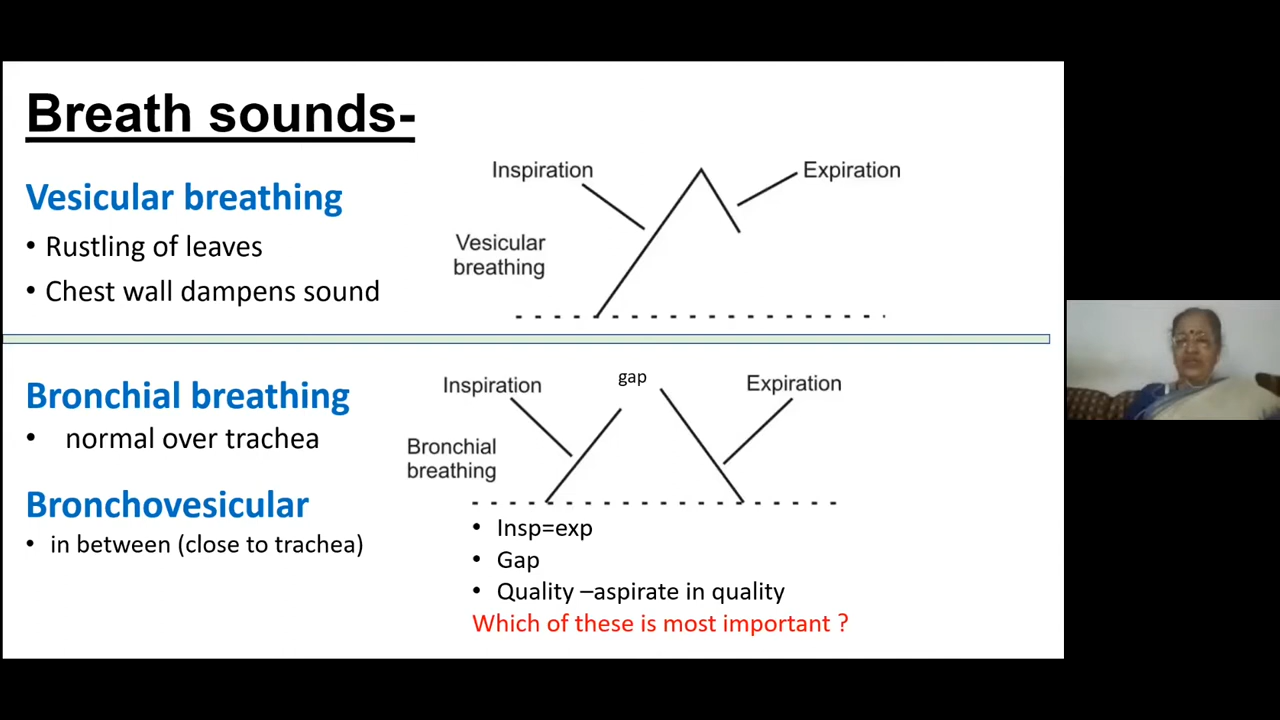 Breath sounds-
Vesicular breathing
• Rustling of leaves
• Chest wall dampens sound
Inspiration
Expiration
Vesicular
breathing
Bronchial breathing
• normal over trachea
Bronchovesicular
• in between (close to trachea)
Inspiration
gap
Expiration
Bronchial
breathing
• Insp=exp
• Gap
• Quality –aspirate in quality
Which of these is most important ?